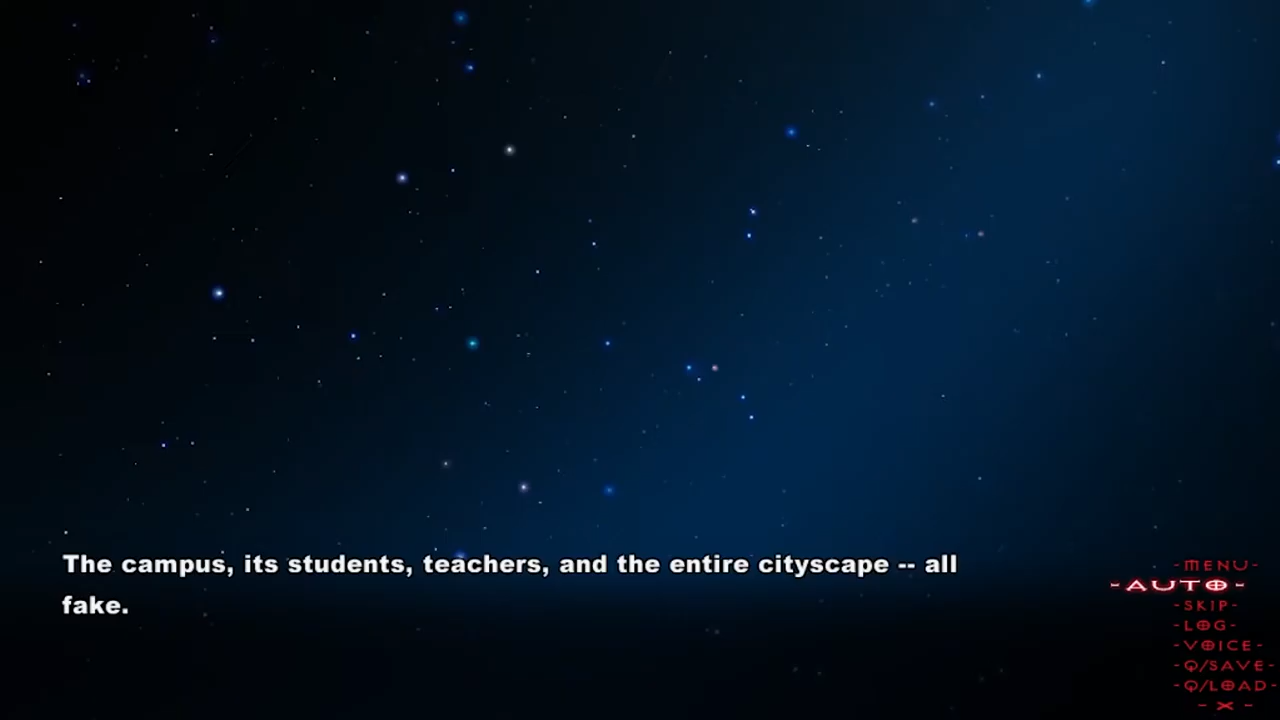 The campus, its students, teachers, and the entire cityscape -- all
fake.
-MENU-
-AUTO-
-SKIP-
-LOG-
-VOICE-
-Q/SAVE-
-Q/LOAD-
-X-